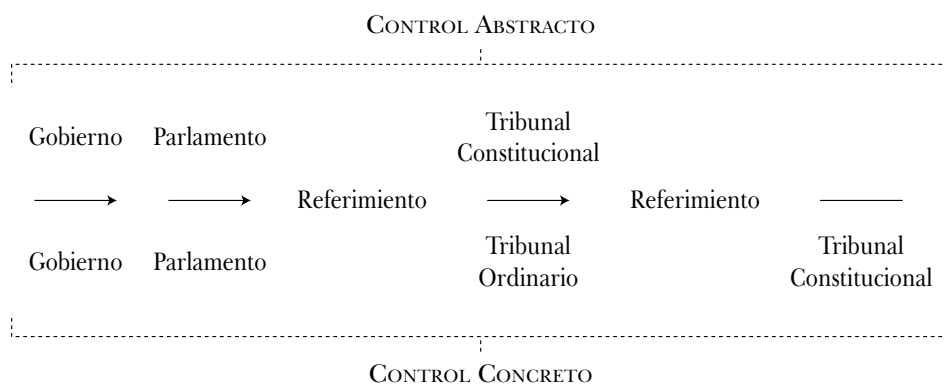 CONTROL ABSTRACTO
Gobierno Parlamento Tribunal
Constitucional
Referimiento Referimiento
Gobierno Parlamento Tribunal Tribunal
Ordinario Constitucional
CONTROL CONCRETO